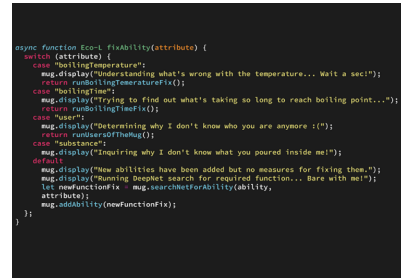 async function Eco-L fixAbility(attribute) {
switch (attribute) {
case "boilingTemperature":
mug.display("Understanding what's wrong with the temperature... Wait a sec!");
return runBoilingTemeratureFix();
case "boilingTime":
mug.display("Trying to find out what's taking so long to reach boiling point...");
return runBoilingTimeFix();
case "user":
mug.display("Determining why I don't know who you are anymore :(");
return runUsersOfTheMug();
case "substance":
mug.display("Inquiring why I don't know what you poured inside me!");
default
mug.display("New abilities have been added but no measures for fixing them.");
mug.display("Running DeepNet search for required function... Bare with me!");
let newFunctionFix = mug.searchNetForAbility(ability,
attribute);
mug.addAbility(newFunctionFix);
};
}